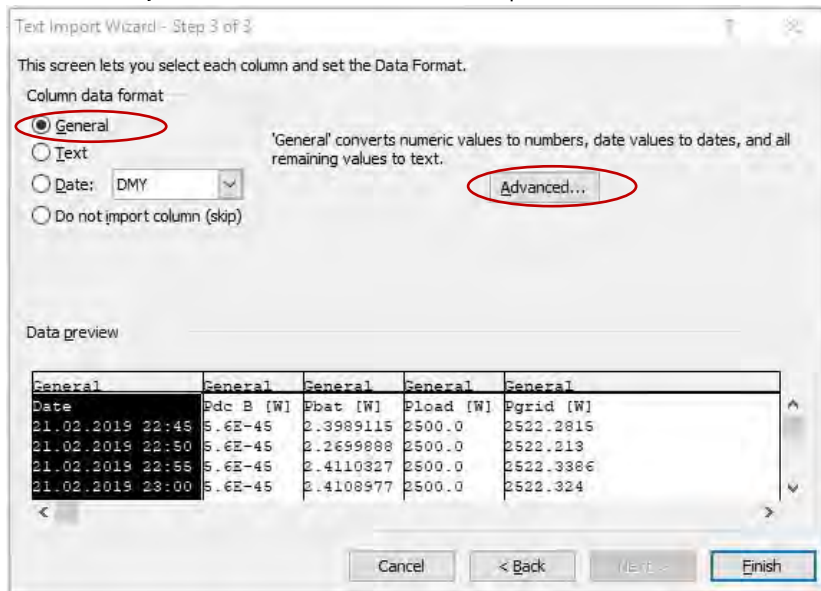 Text Import Wizard - Step 3 of 3
This screen lets you select each column and set the Data Format.
Column data format
General
Text
Date: DMY
Do not import column (skip)
'General' converts numeric values to numbers, date values to dates, and all
remaining values to text.
Advanced...
Data preview
General General General General General
Date Pdc B [W] Pbat [W] Pload [W] Pgrid [W]
21.02.2019 22:45 5.6E-45 2.3989115 2500.0 2522.2815
21.02.2019 22:50 5.6E-45 2.2699888 2500.0 2522.213
21.02.2019 22:55 5.6E-45 2.4110327 2500.0 2522.3386
21.02.2019 23:00 5.6E-45 2.4108977 2500.0 2522.324
Cancel < Back Next > Finish